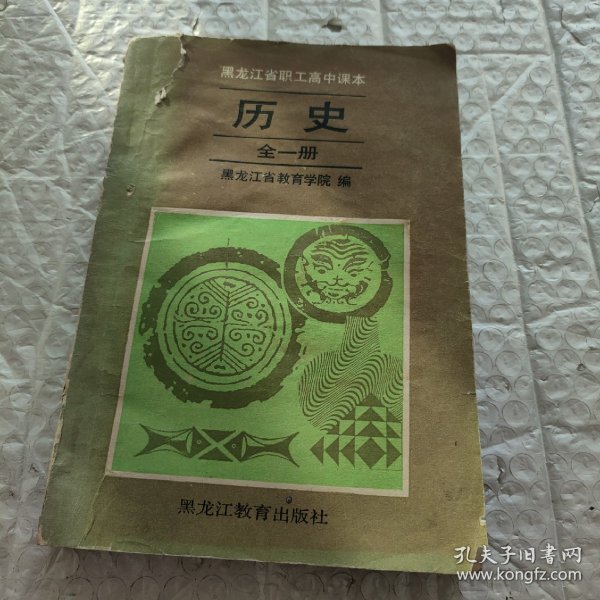 黑龙江省职工高中课本
历史
全一册
黑龙江省教育学院 编
黑龙江教育出版社
孔夫子旧书网
www.kongfz.com